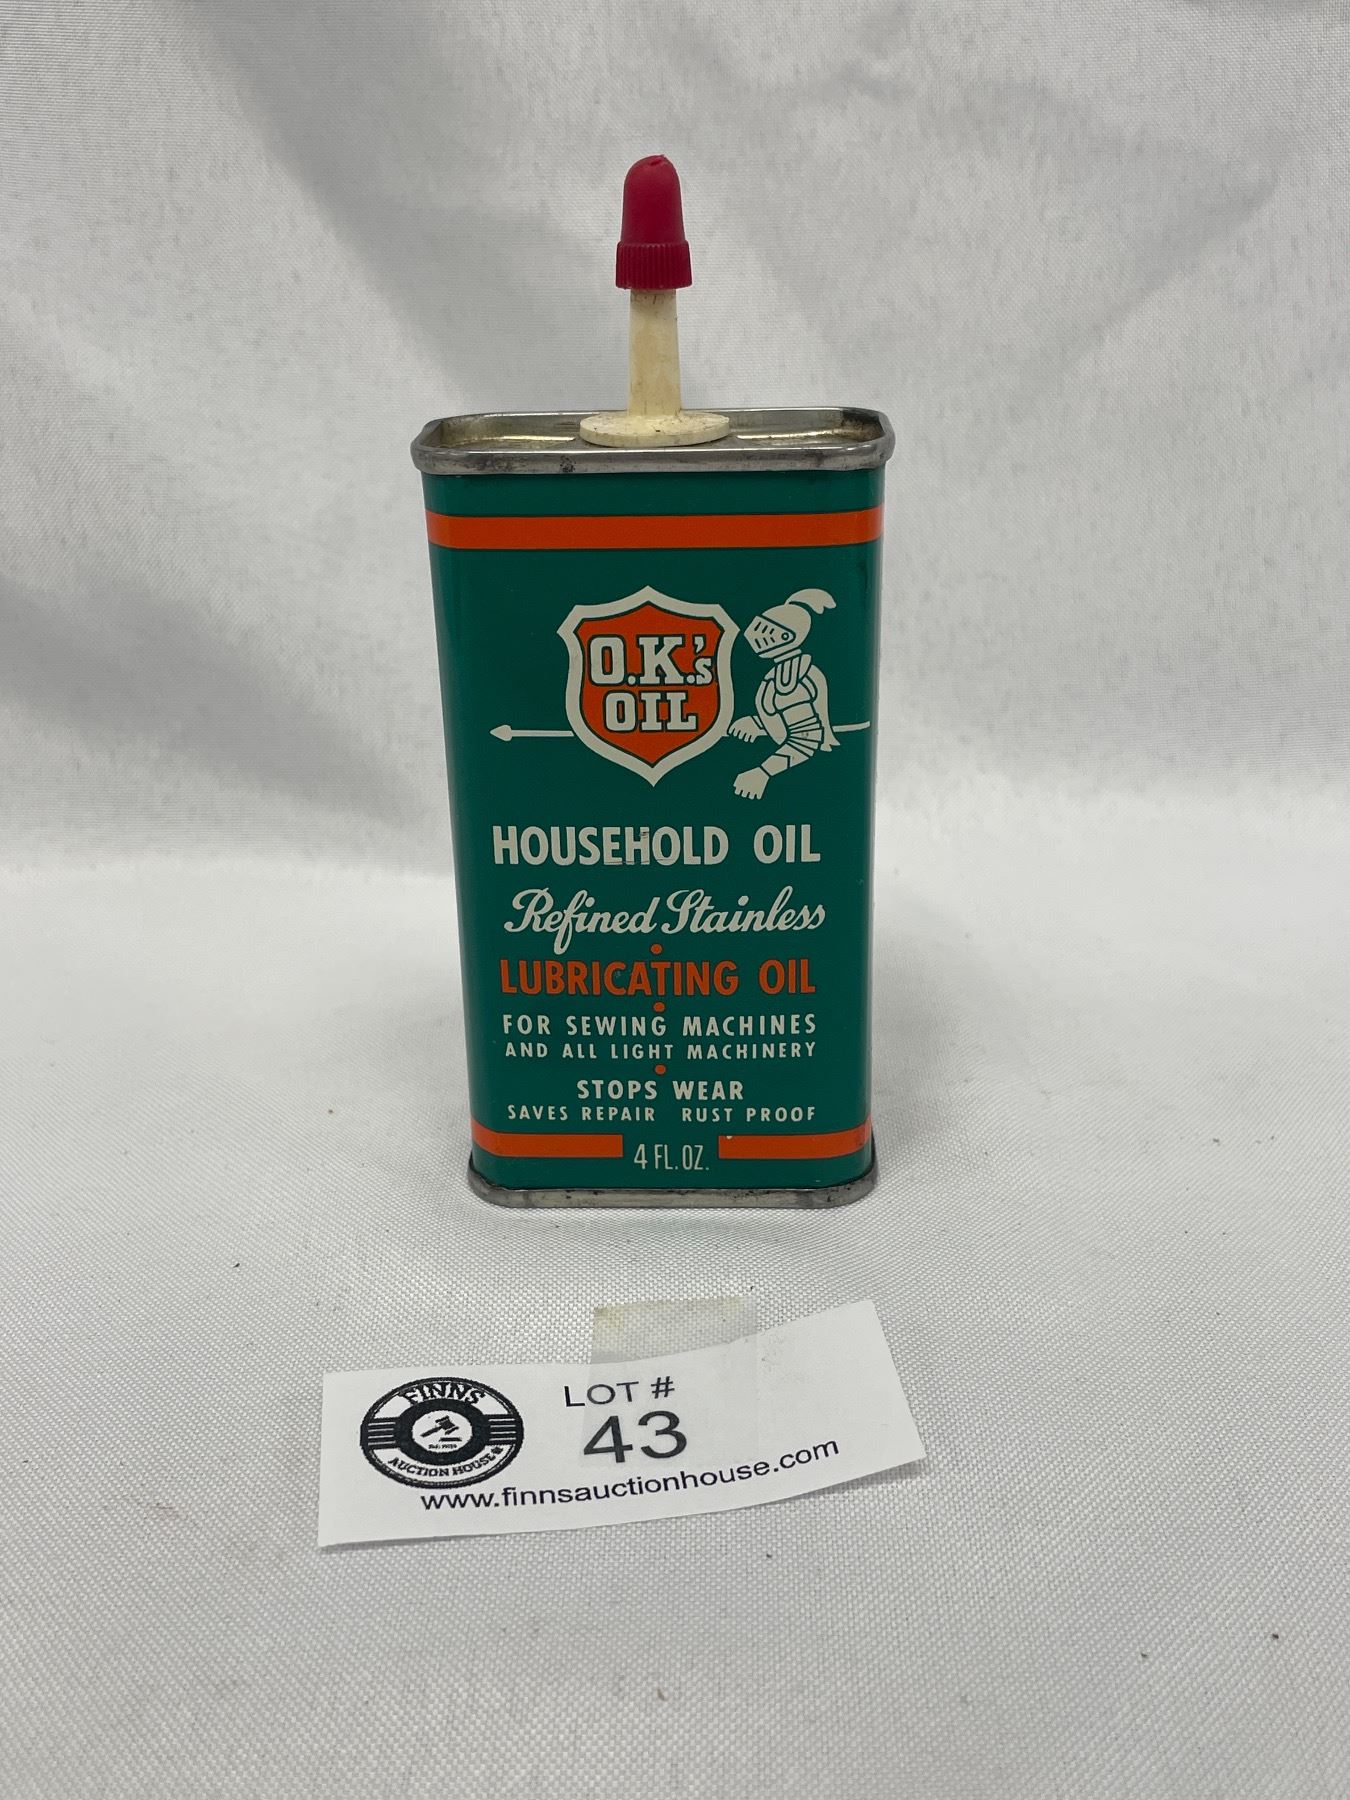 O.K.'s
OIL
HOUSEHOLD OIL
Refined Stainless
LUBRICATING OIL
FOR SEWING MACHINES
AND ALL LIGHT MACHINERY
STOPS WEAR
SAVES REPAIR RUST PROOF
4 FL. OZ.
FINNS
AUCTION HOUSE
LOT #
43
www.finnsauctionhouse.com